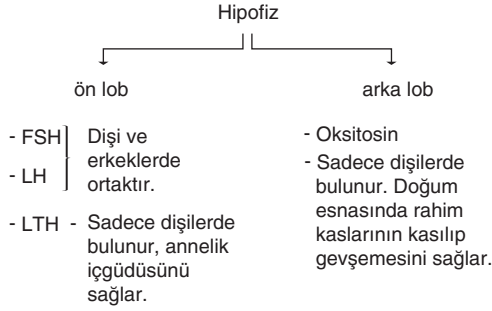 Hipofiz
ön lob
- FSH
- LH
Dişi ve
erkeklerde
ortaktır.
- LTH - Sadece dişilerde
bulunur, annelik
içgüdüsünü
sağlar.
arka lob
- Oksitosin
- Sadece dişilerde
bulunur. Doğum
esnasında rahim
kaslarının kasılıp
gevşemesini sağlar.